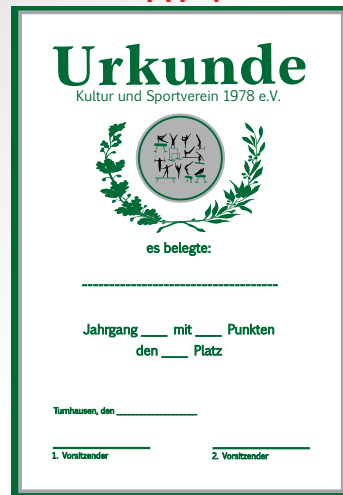 Urkunde
Kultur und Sportverein 1978 e.V.
es belegte:
------------------------------------
Jahrgang ____ mit ____ Punkten
den ____ Platz
Turnhausen, den ____________________
1. Vorsitzender
2. Vorsitzender